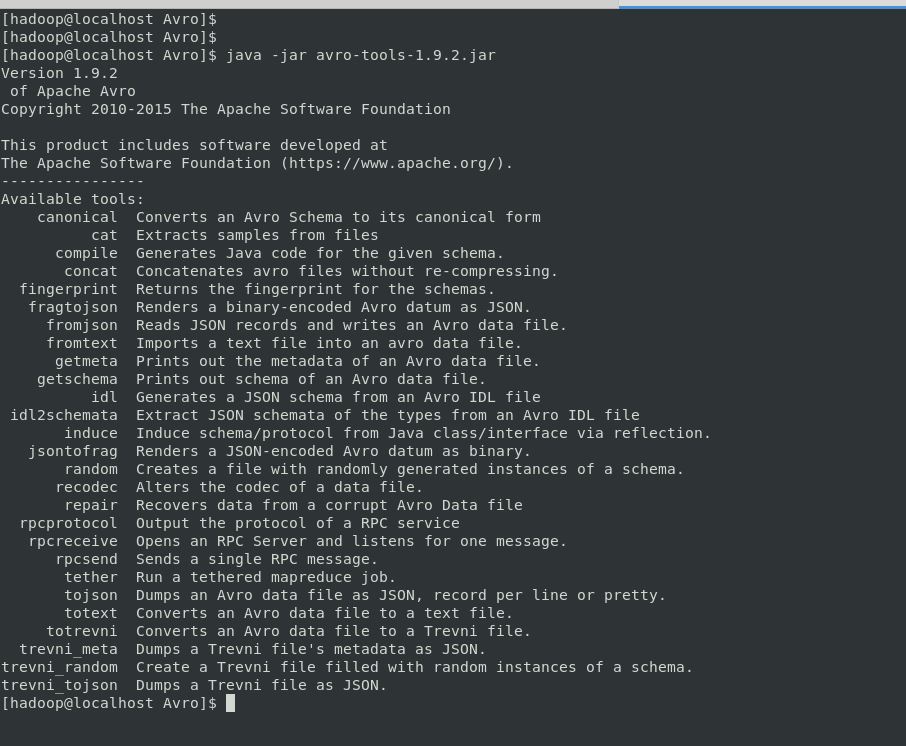 [hadoop@localhost Avro]$
[hadoop@localhost Avro]$
[hadoop@localhost Avro]$ java -jar avro-tools-1.9.2.jar
Version 1.9.2
 of Apache Avro
Copyright 2010-2015 The Apache Software Foundation

This product includes software developed at
The Apache Software Foundation (https://www.apache.org/).
----------------
Available tools:
    canonical  Converts an Avro Schema to its canonical form
          cat  Extracts samples from files
      compile  Generates Java code for the given schema.
       concat  Concatenates avro files without re-compressing.
  fingerprint  Returns the fingerprint for the schemas.
   fragtojson  Renders a binary-encoded Avro datum as JSON.
     fromjson  Reads JSON records and writes an Avro data file.
     fromtext  Imports a text file into an avro data file.
      getmeta  Prints out the metadata of an Avro data file.
    getschema  Prints out schema of an Avro data file.
          idl  Generates a JSON schema from an Avro IDL file
 idl2schemata  Extract JSON schemata of the types from an Avro IDL file
       induce  Induce schema/protocol from Java class/interface via reflection.
   jsontofrag  Renders a JSON-encoded Avro datum as binary.
       random  Creates a file with randomly generated instances of a schema.
      recodec  Alters the codec of a data file.
       repair  Recovers data from a corrupt Avro Data file
  rpcprotocol  Output the protocol of a RPC service
   rpcreceive  Opens an RPC Server and listens for one message.
      rpcsend  Sends a single RPC message.
       tether  Run a tethered mapreduce job.
       tojson  Dumps an Avro data file as JSON, record per line or pretty.
       totext  Converts an Avro data file to a text file.
     totrevni  Converts an Avro data file to a Trevni file.
  trevni_meta  Dumps a Trevni file's metadata as JSON.
trevni_random  Create a Trevni file filled with random instances of a schema.
trevni_tojson  Dumps a Trevni file as JSON.
[hadoop@localhost Avro]$